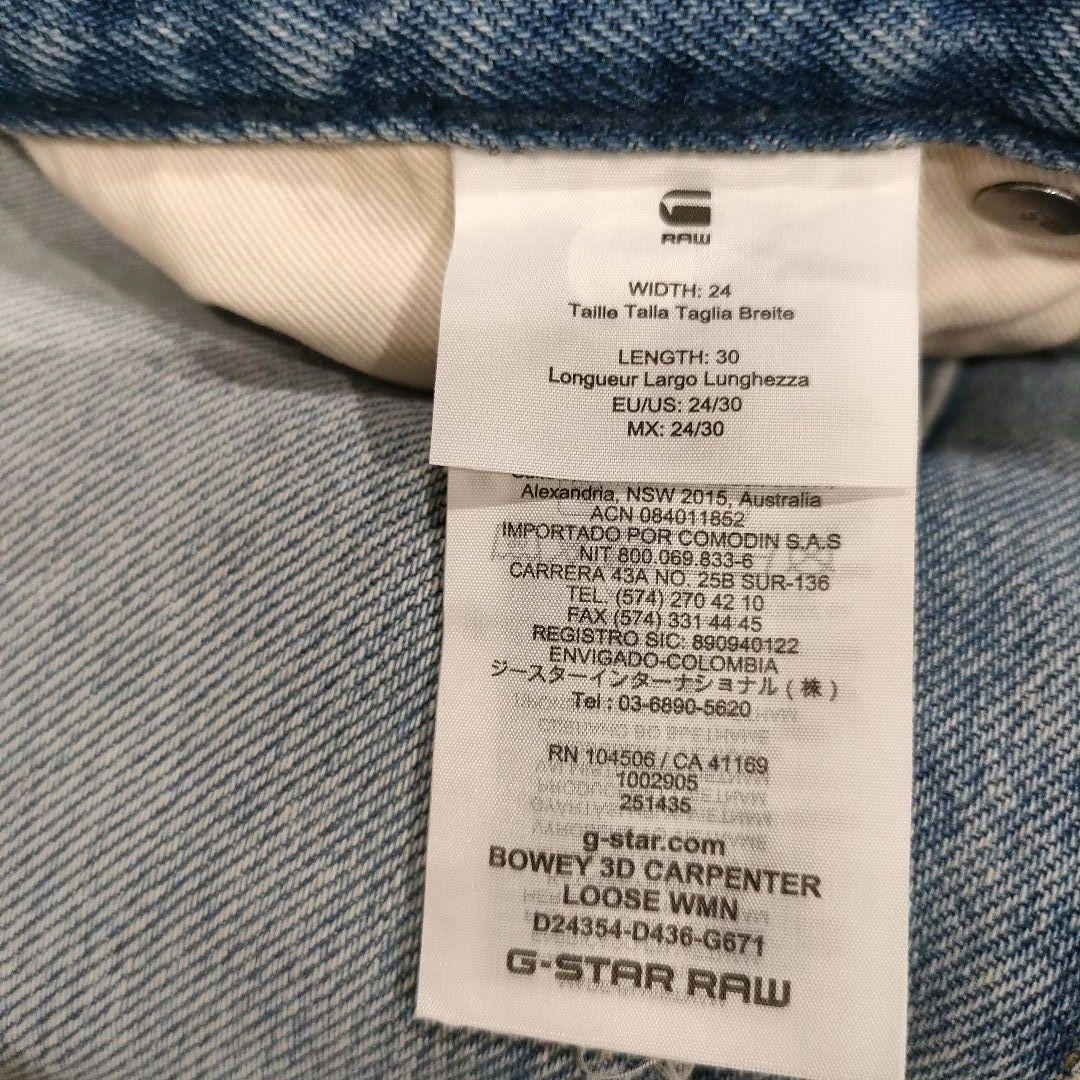 RAW
WIDTH: 24
Taille Talla Taglia Breite
LENGTH: 30
Longueur Largo Lunghezza
EU/US: 24/30
MX: 24/30
Alexandria, NSW 2015, Australia
ACN 084011852
IMPORTADO POR COMODIN S.A.S
NIT 800.069.833-6
CARRERA 43A NO. 25B SUR-136
TEL. (574) 270 42 10
FAX (574) 331 44 45
REGISTRO SIC: 890940122
ENVIGADO-COLOMBIA
ジースターインターナショナル (株)
Tel : 03-6890-5620
RN 104506 / CA 41169
1002905
251435
g-star.com
BOWEY 3D CARPENTER
LOOSE WMN
D24354-D436-G671
G-STAR RAW